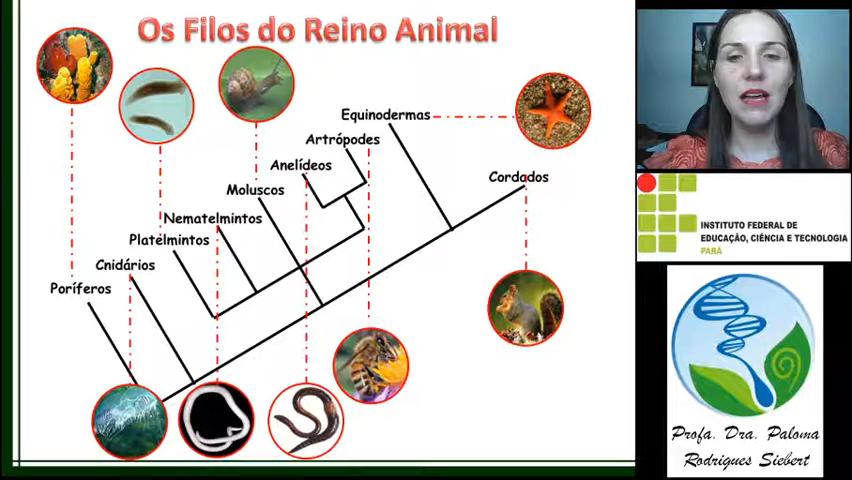 Os Filos do Reino Animal
Equinodermas
Artrópodes
Anelídeos
Cordados
Moluscos
Nematelmintos
Platelmintos
Cnidários
Poríferos
INSTITUTO FEDERAL DE
EDUCAÇÃO, CIÊNCIA E TECNOLOGIA
PARÁ
Profa. Dra. Paloma
Rodrigues Siebert